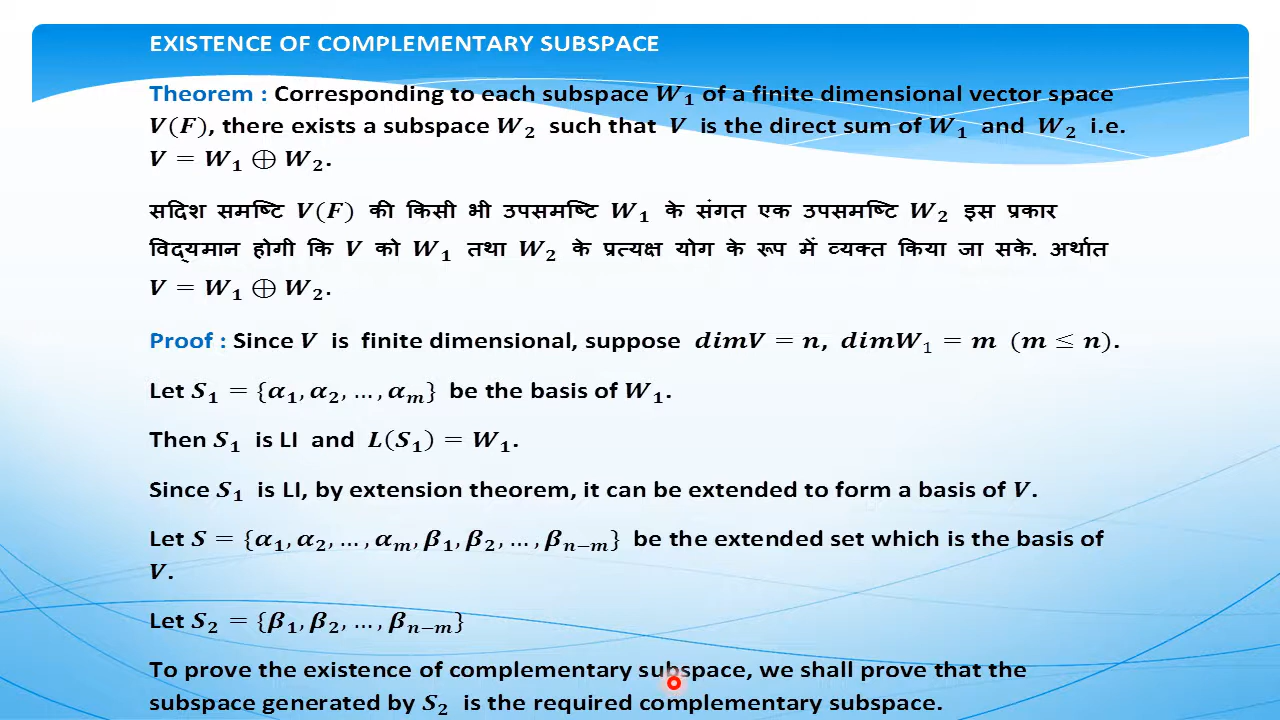 EXISTENCE OF COMPLEMENTARY SUBSPACE
Theorem : Corresponding to each subspace W₁ of a finite dimensional vector space
V(F), there exists a subspace W₂ such that V is the direct sum of W₁ and W₂ i.e.
V = W₁ ⊕ W₂.
सदिश समष्टि V(F) की किसी भी उपसमष्टि W₁ के संगत एक उपसमष्टि W₂ इस प्रकार
विद्यमान होगी कि V को W₁ तथा W₂ के प्रत्यक्ष योग के रूप में व्यक्त किया जा सके. अर्थात
V = W₁ ⊕ W₂.
Proof : Since V is finite dimensional, suppose dimV = n, dimW₁ = m (m ≤ n).
Let S₁ = {α₁, α₂, ..., αₘ} be the basis of W₁.
Then S₁ is LI and L(S₁) = W₁.
Since S₁ is LI, by extension theorem, it can be extended to form a basis of V.
Let S = {α₁, α₂, ..., αₘ, β₁, β₂, ..., βₙ₋ₘ} be the extended set which is the basis of
V.
Let S₂ = {β₁, β₂, ..., βₙ₋ₘ}
To prove the existence of complementary subspace, we shall prove that the
subspace generated by S₂ is the required complementary subspace.